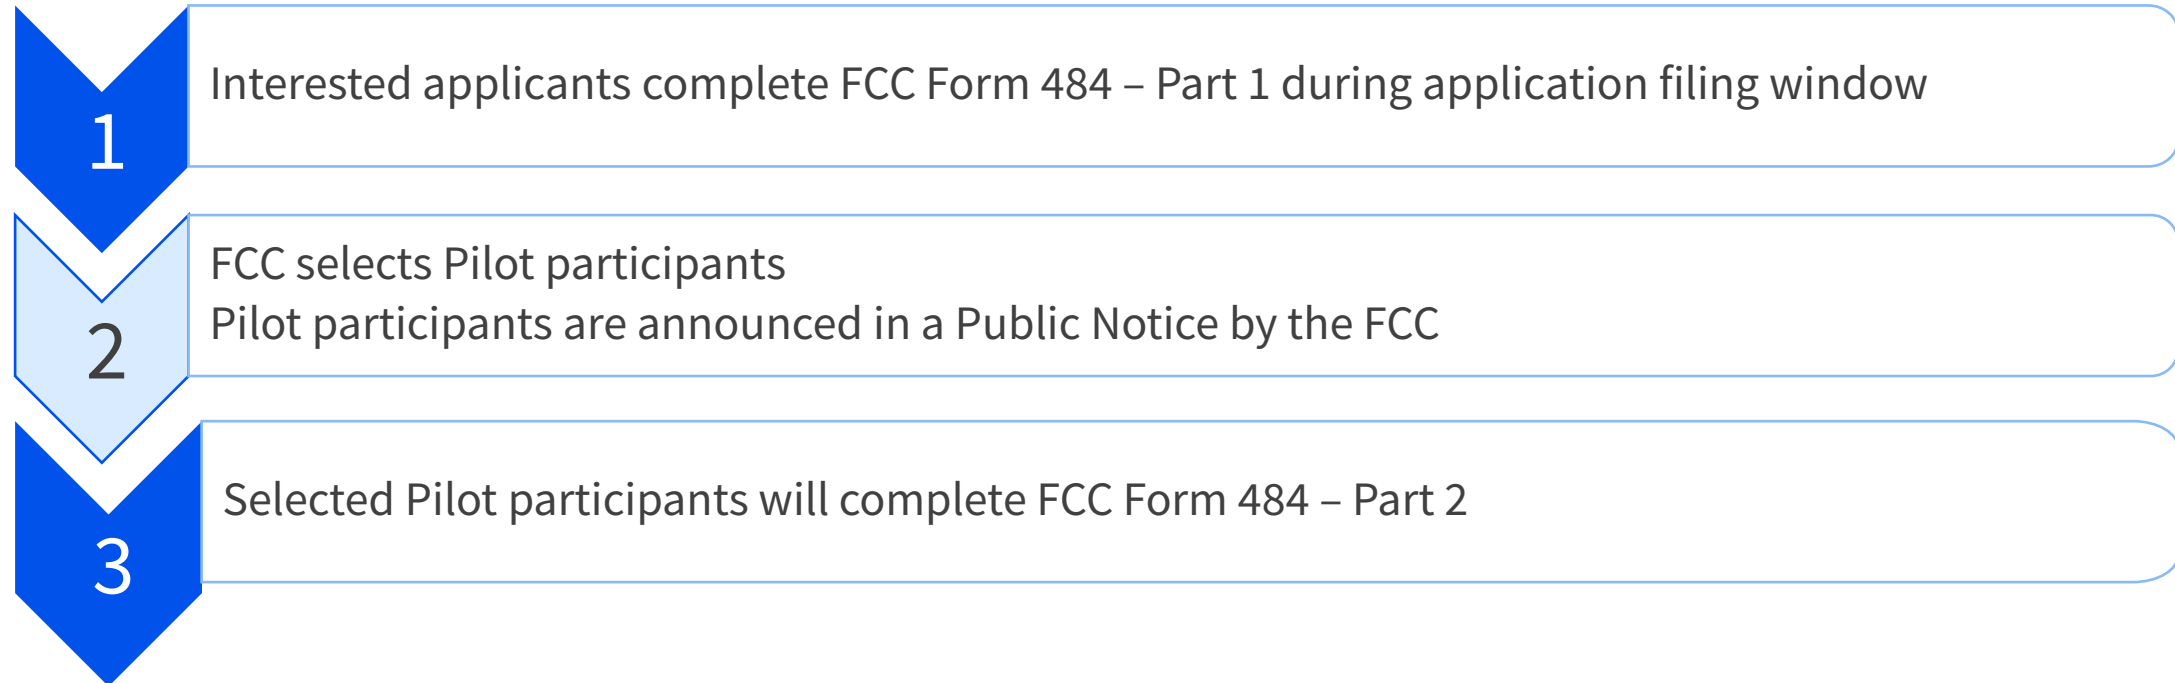 1
Interested applicants complete FCC Form 484 – Part 1 during application filing window
2
FCC selects Pilot participants
Pilot participants are announced in a Public Notice by the FCC
3
Selected Pilot participants will complete FCC Form 484 – Part 2